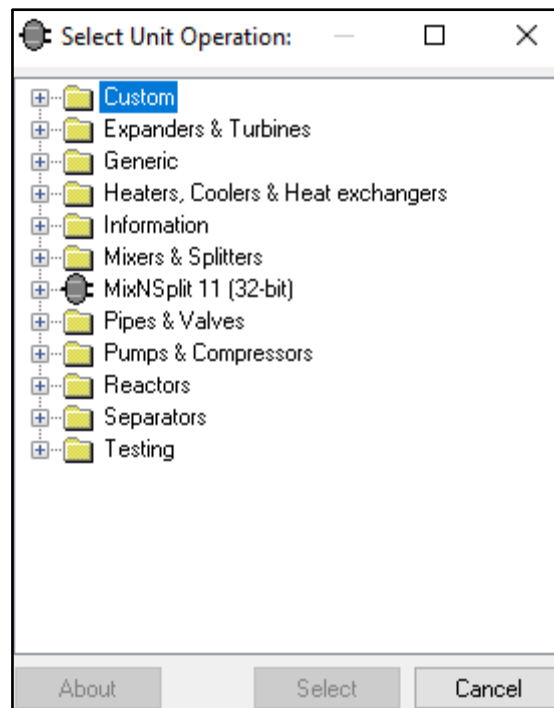 Select Unit Operation:
Custom
Expanders & Turbines
Generic
Heaters, Coolers & Heat exchangers
Information
Mixers & Splitters
MixNSplit 11 (32-bit)
Pipes & Valves
Pumps & Compressors
Reactors
Separators
Testing
About Select Cancel